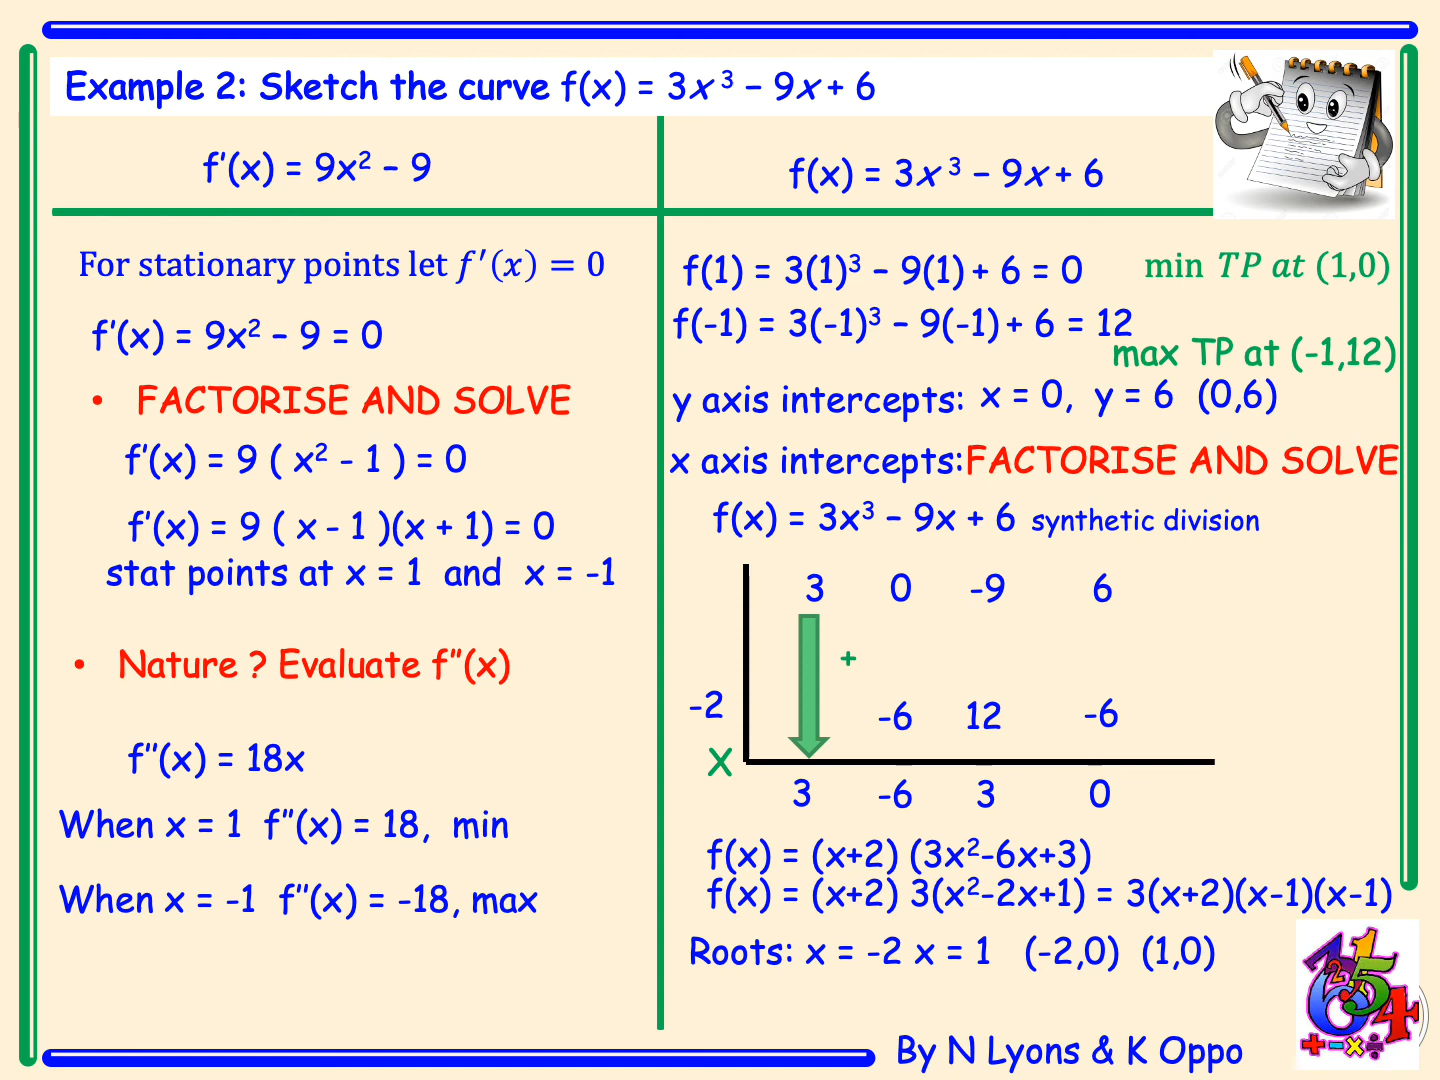 Example 2: Sketch the curve f(x) = 3x³ – 9x + 6
f'(x) = 9x² – 9
f(x) = 3x³ – 9x + 6
For stationary points let f′(x) = 0
f'(x) = 9x² – 9 = 0
• FACTORISE AND SOLVE
f'(x) = 9 ( x² - 1 ) = 0
f'(x) = 9 ( x - 1 )(x + 1) = 0
stat points at x = 1 and x = -1
• Nature ? Evaluate f”(x)
f’’(x) = 18x
When x = 1 f”(x) = 18, min
When x = -1 f’’(x) = -18, max
f(1) = 3(1)³ – 9(1) + 6 = 0
min TP at (1,0)
f(-1) = 3(-1)³ – 9(-1) + 6 = 12
max TP at (-1,12)
y axis intercepts: x = 0, y = 6 (0,6)
x axis intercepts: FACTORISE AND SOLVE
f(x) = 3x³ – 9x + 6 synthetic division
3 0 -9 6
+
-2 -6 12 -6
X
3 -6 3 0
f(x) = (x+2) (3x²-6x+3)
f(x) = (x+2) 3(x²-2x+1) = 3(x+2)(x-1)(x-1)
Roots: x = -2 x = 1 (-2,0) (1,0)
By N Lyons & K Oppo